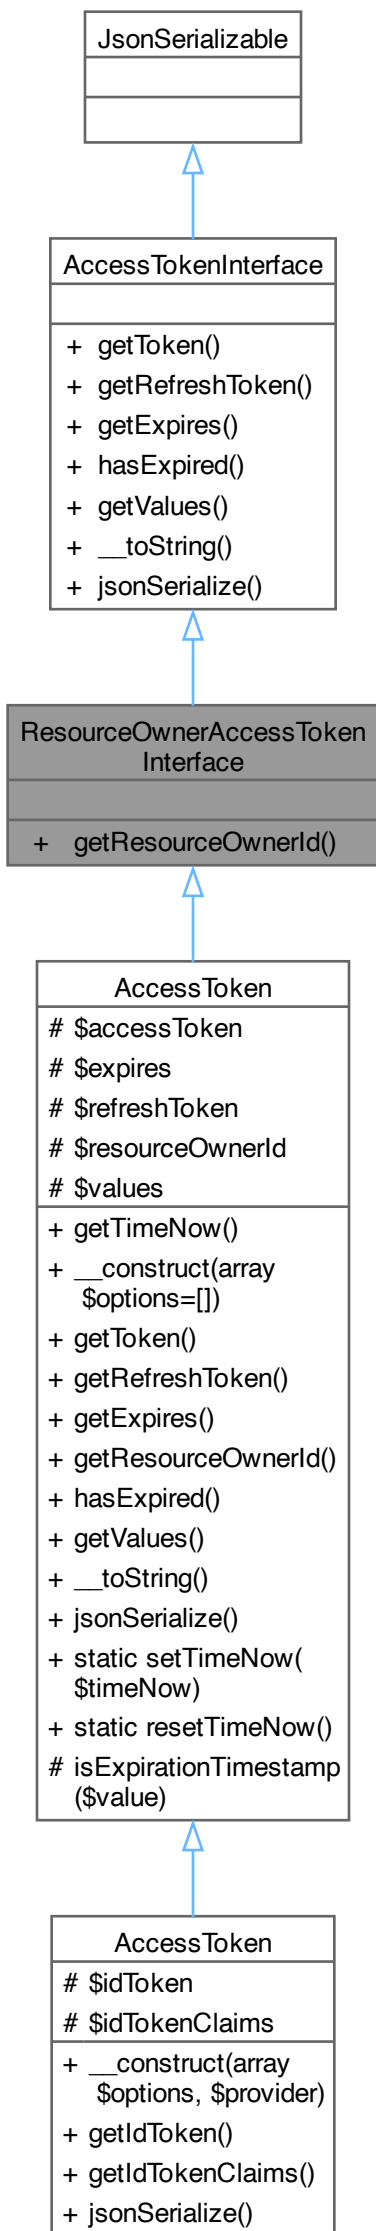 JsonSerializable
AccessTokenInterface
+ getToken()
+ getRefreshToken()
+ getExpires()
+ hasExpired()
+ getValues()
+ __toString()
+ jsonSerialize()
ResourceOwnerAccessToken
Interface
+ getResourceOwnerId()
AccessToken
# $accessToken
# $expires
# $refreshToken
# $resourceOwnerId
# $values
+ getTimeNow()
+ __construct(array
$options=[])
+ getToken()
+ getRefreshToken()
+ getExpires()
+ getResourceOwnerId()
+ hasExpired()
+ getValues()
+ __toString()
+ jsonSerialize()
+ static setTimeNow(
$timeNow)
+ static resetTimeNow()
# isExpirationTimestamp
($value)
AccessToken
# $idToken
# $idTokenClaims
+ __construct(array
$options, $provider)
+ getIdToken()
+ getIdTokenClaims()
+ jsonSerialize()